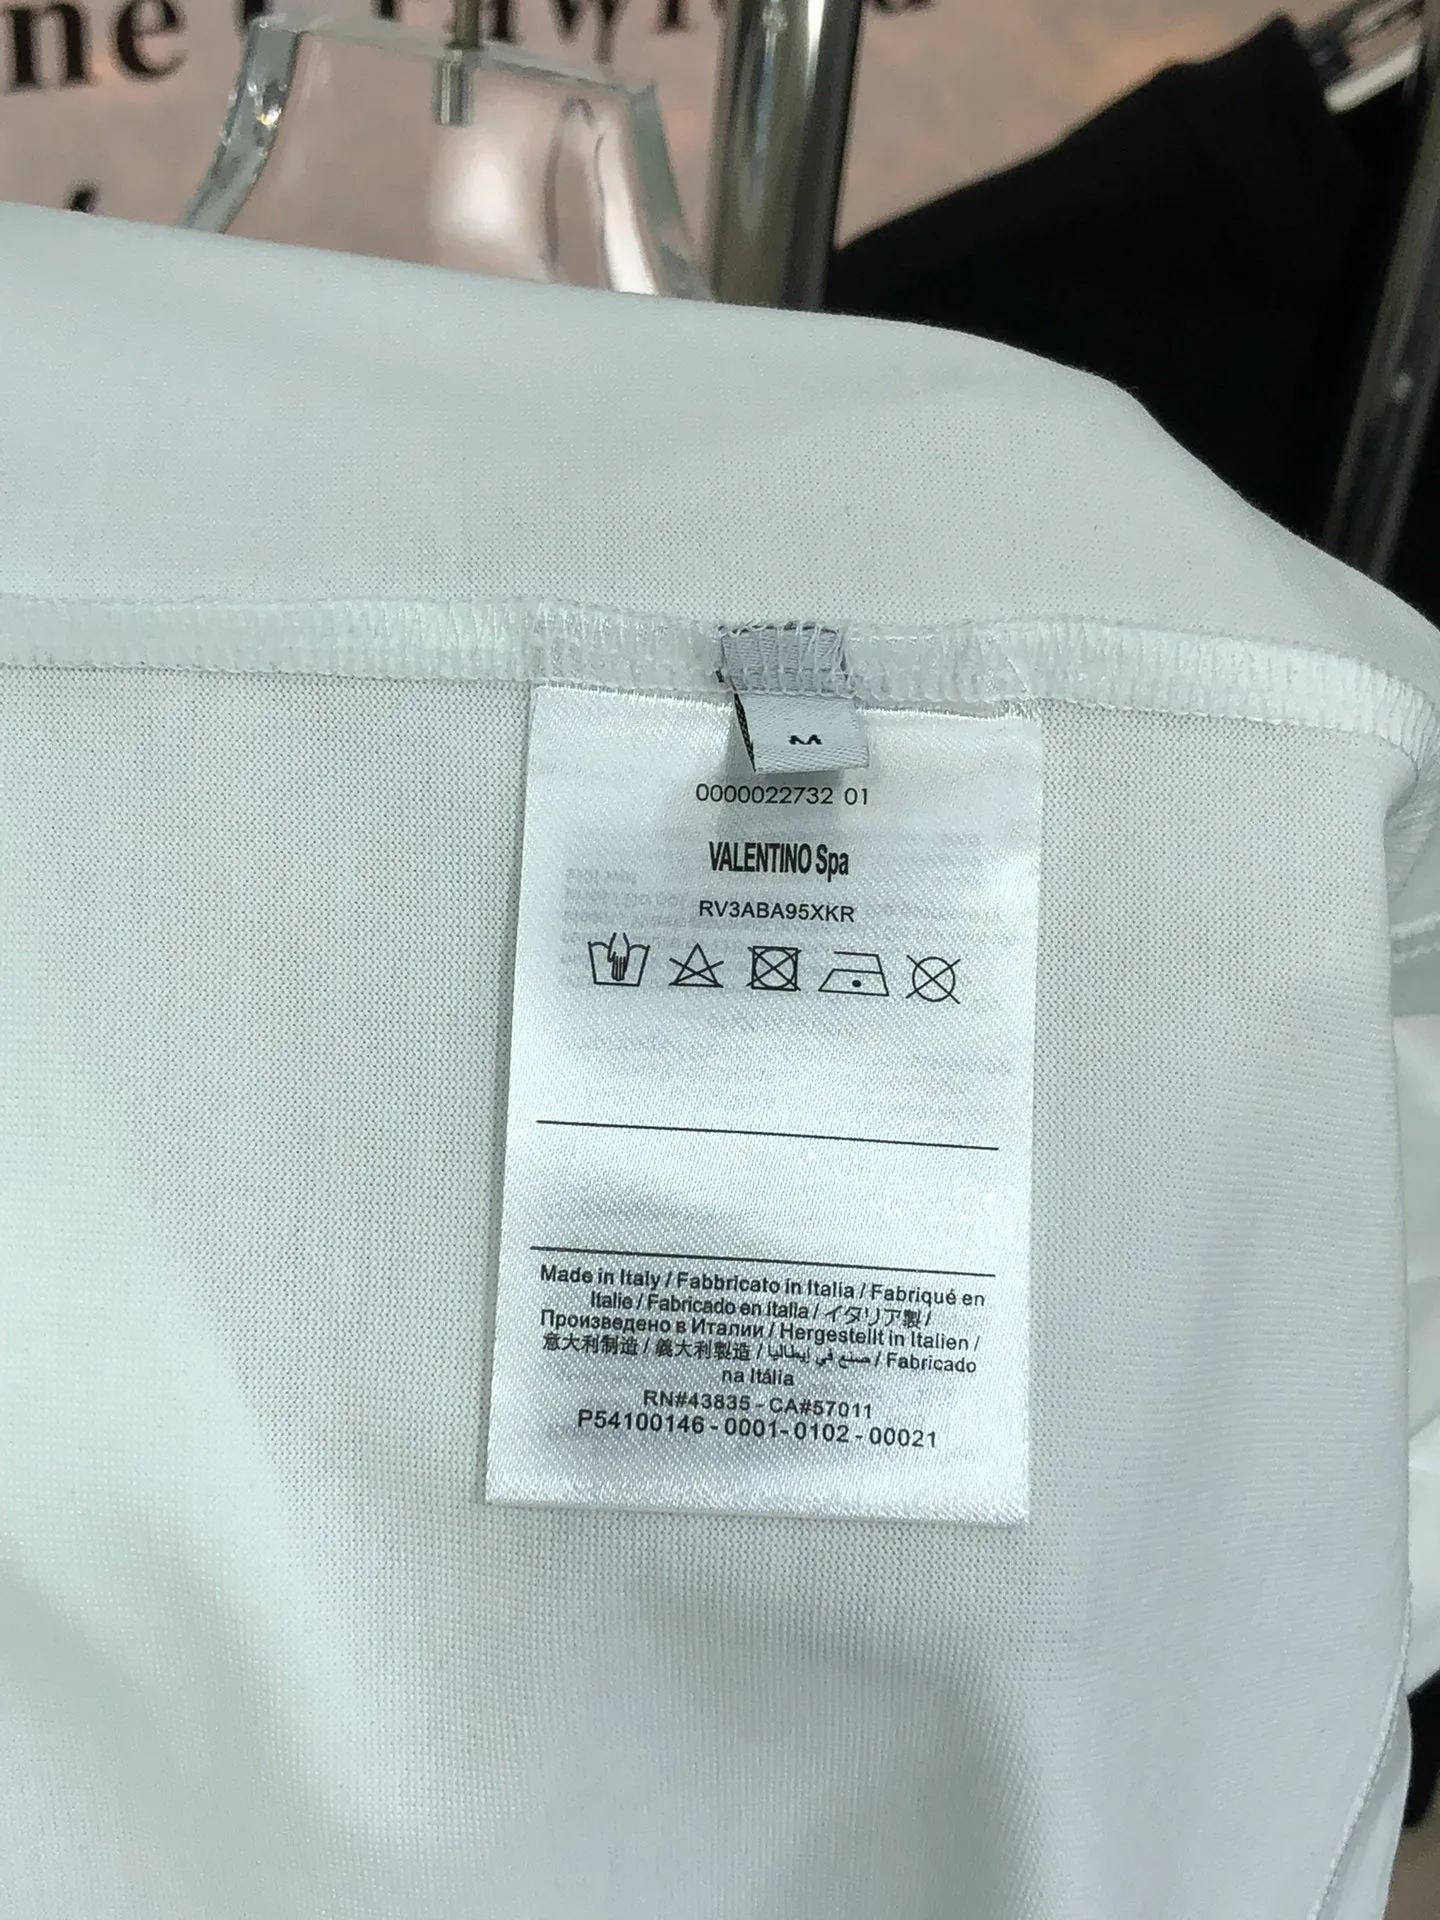 M
0000022732 01
VALENTINO Spa
RV3ABA95XKR
Made in Italy / Fabbricato in Italia / Fabriqué en
Italie / Fabricado en Italia / イタリア製 /
Произведено в Италии / Hergestellt in Italien /
意大利制造 / 義大利製造 / صنع في إيطاليا / Fabricado
na Itália
RN#43835 - CA#57011
P54100146 - 0001- 0102 - 00021